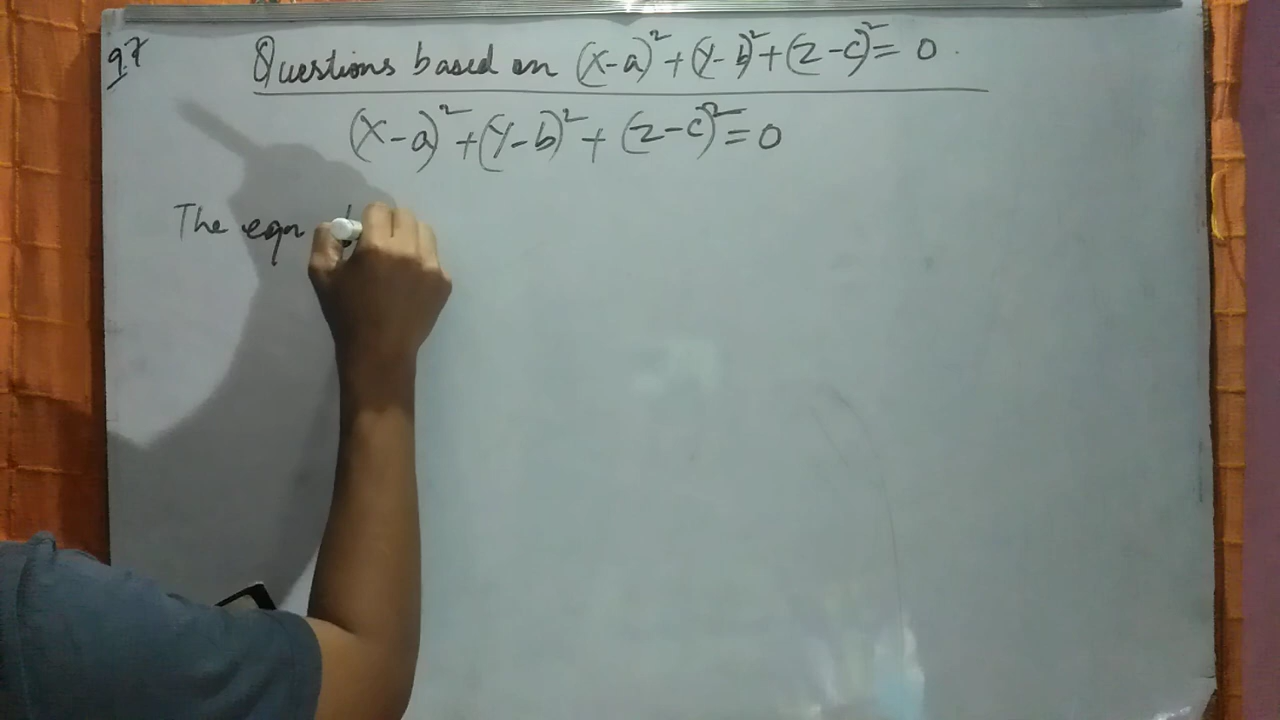 97
Questions based on (x-a)²+(y-b)²+(z-c)²=0.
(x-a)²+(y-b)²+(z-c)²=0
The eqn